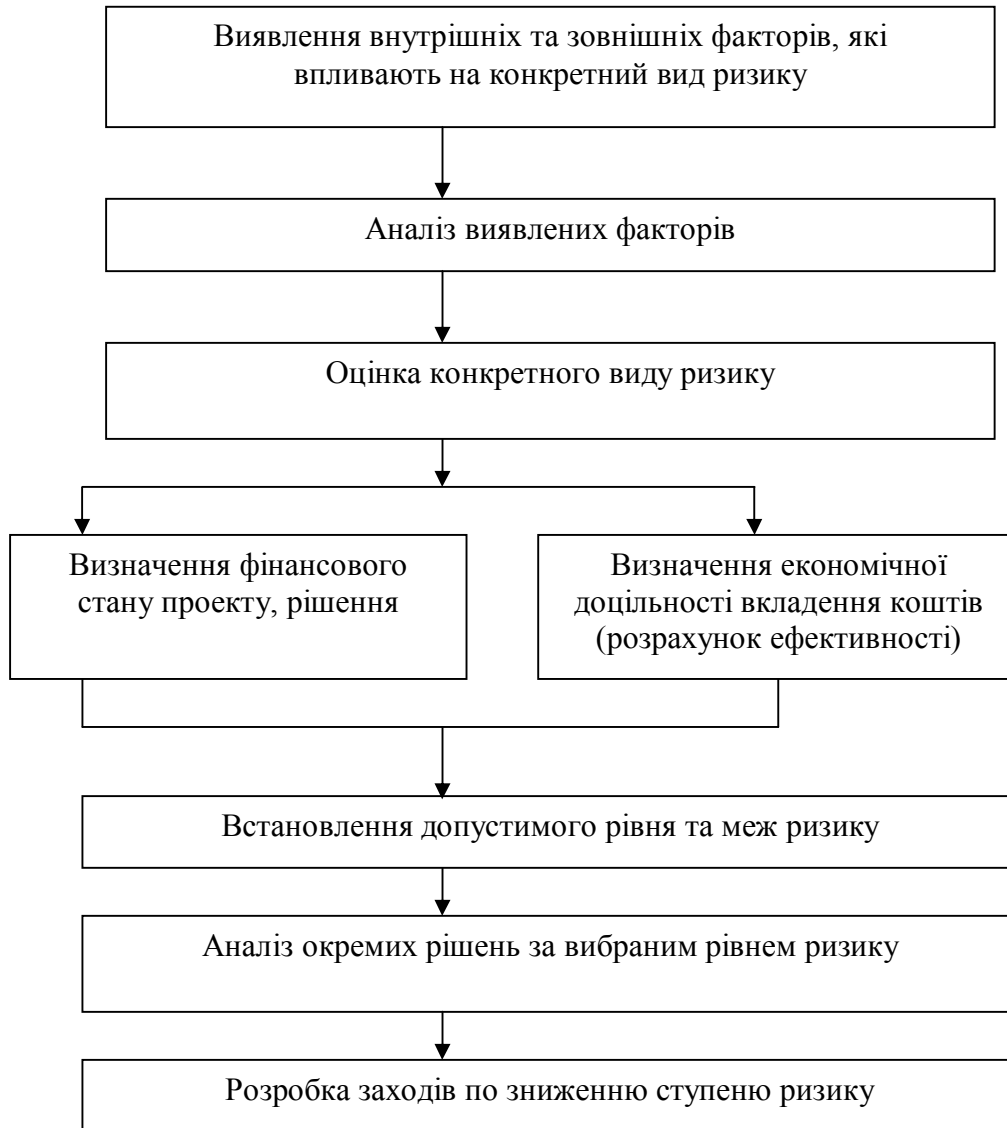 Виявлення внутрішніх та зовнішніх факторів, які
впливають на конкретний вид ризику
Аналіз виявлених факторів
Оцінка конкретного виду ризику
Визначення фінансового
стану проекту, рішення
Визначення економічної
доцільності вкладення коштів
(розрахунок ефективності)
Встановлення допустимого рівня та меж ризику
Аналіз окремих рішень за вибраним рівнем ризику
Розробка заходів по зниженню ступеню ризику